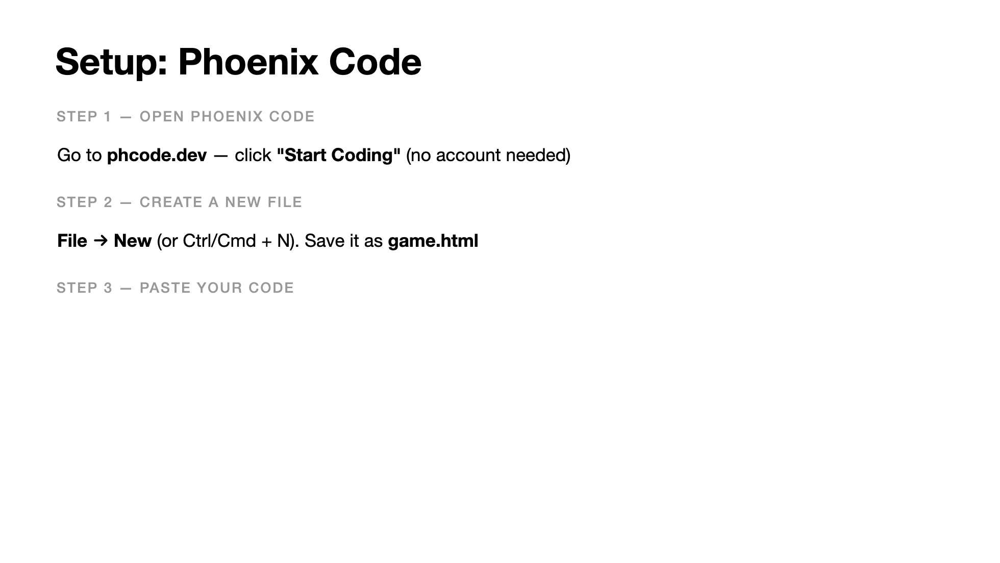 Setup: Phoenix Code
STEP 1 — OPEN PHOENIX CODE
Go to phcode.dev — click "Start Coding" (no account needed)
STEP 2 — CREATE A NEW FILE
File → New (or Ctrl/Cmd + N). Save it as game.html
STEP 3 — PASTE YOUR CODE